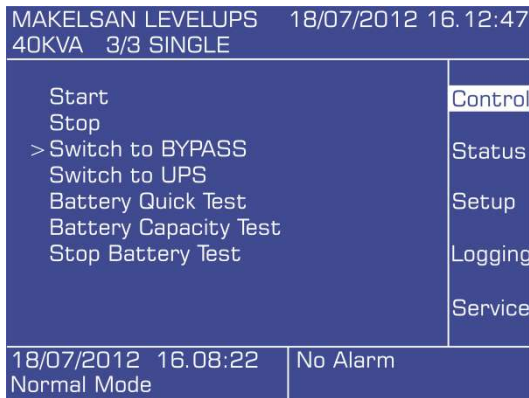 MAKELSAN LEVELUPS 18/07/2012 16.12:47
40KVA 3/3 SINGLE
Start
Stop
>Switch to BYPASS
Switch to UPS
Battery Quick Test
Battery Capacity Test
Stop Battery Test
Control
Status
Setup
Logging
Service
18/07/2012 16.08:22
Normal Mode
No Alarm